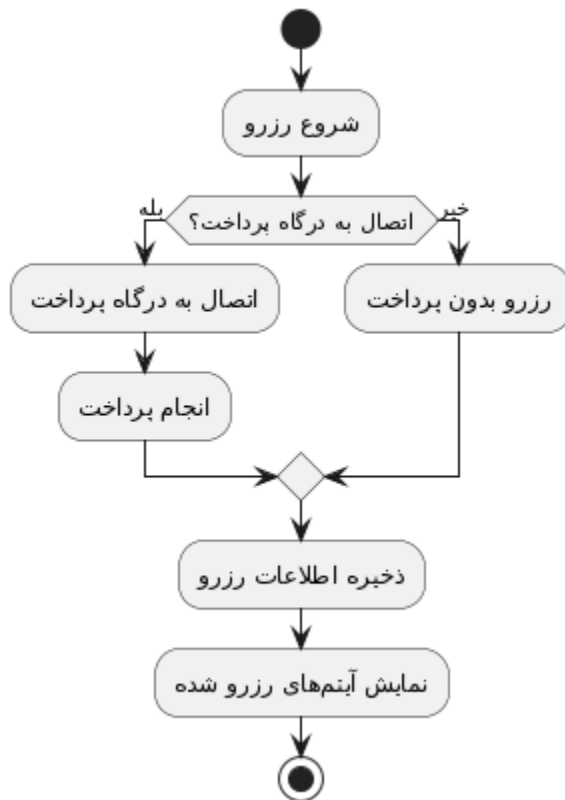 شروع رزرو
اتصال به درگاه پرداخت؟
بله
خیر
اتصال به درگاه پرداخت
رزرو بدون پرداخت
انجام پرداخت
ذخیره اطلاعات رزرو
نمایش آیتم‌های رزرو شده